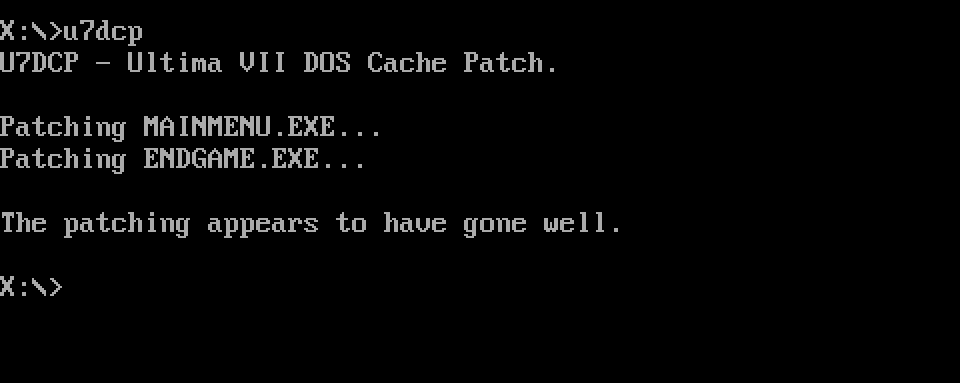 X:\>u7dcp
U7DCP - Ultima VII DOS Cache Patch.
Patching MAINMENU.EXE...
Patching ENDGAME.EXE...
The patching appears to have gone well.
X:\>